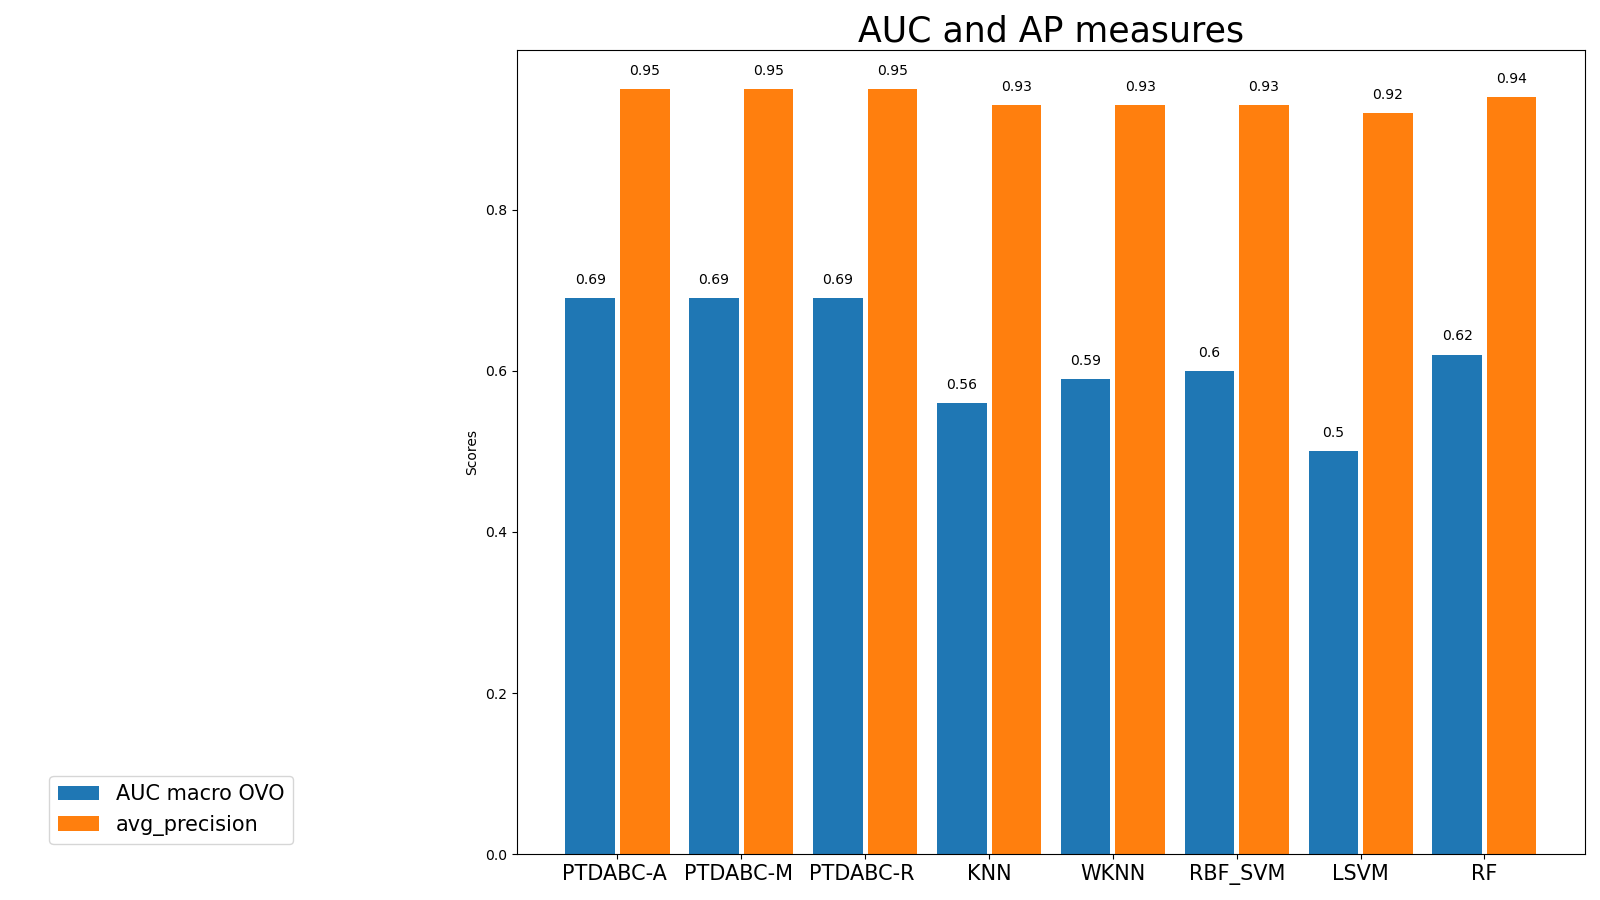 AUC and AP measures
0.95
0.95
0.95
0.93
0.93
0.93
0.92
0.94
0.69
0.69
0.69
0.56
0.59
0.6
0.5
0.62
0.8
0.6
0.4
0.2
0.0
Scores
PTDABC-A
PTDABC-M
PTDABC-R
KNN
WKNN
RBF_SVM
LSVM
RF
AUC macro OVO
avg_precision